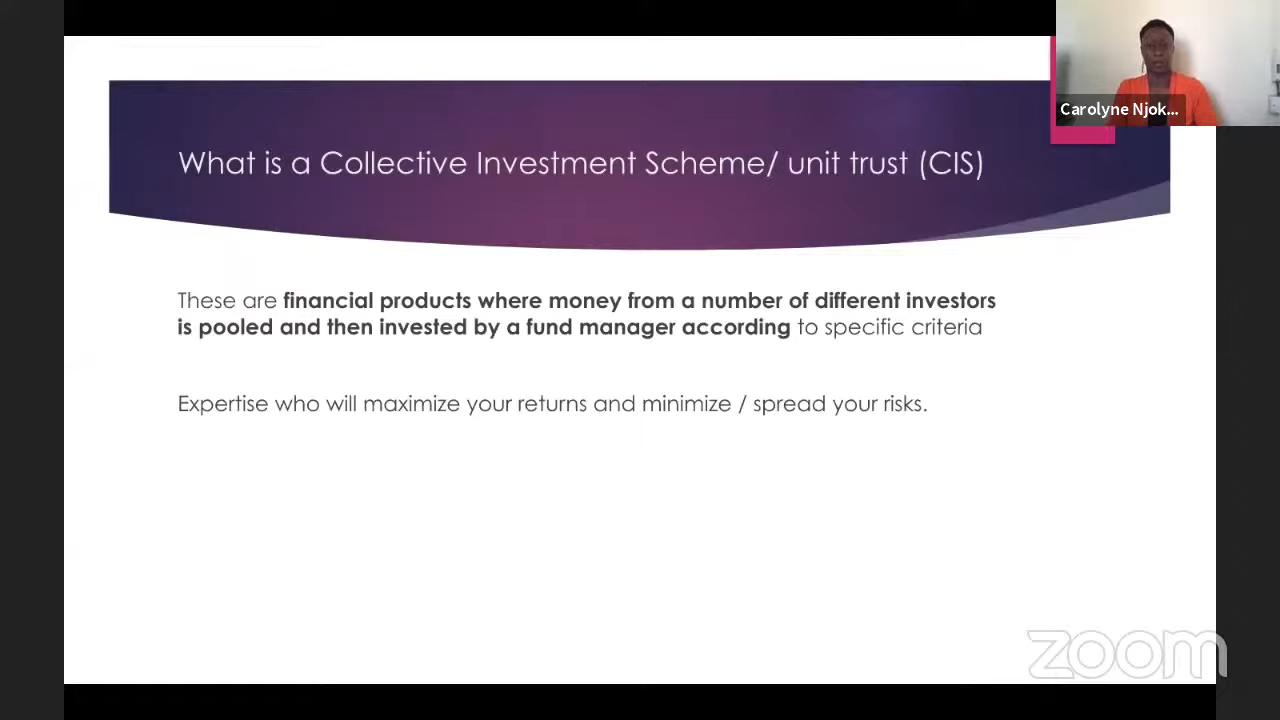 Carolyne Njok...
What is a Collective Investment Scheme/ unit trust (CIS)
These are financial products where money from a number of different investors
is pooled and then invested by a fund manager according to specific criteria
Expertise who will maximize your returns and minimize / spread your risks.
zoom